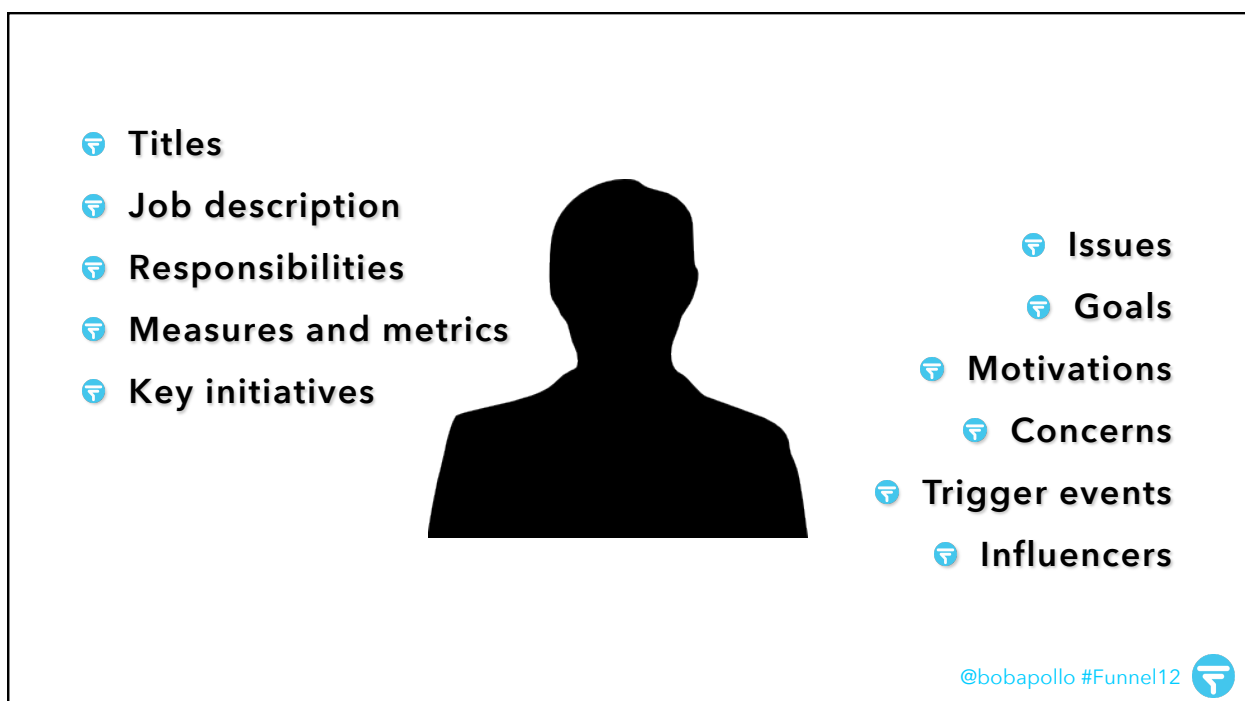 Titles
Job description
Responsibilities
Measures and metrics
Key initiatives
Issues
Goals
Motivations
Concerns
Trigger events
Influencers
@bobapollo #Funnel12